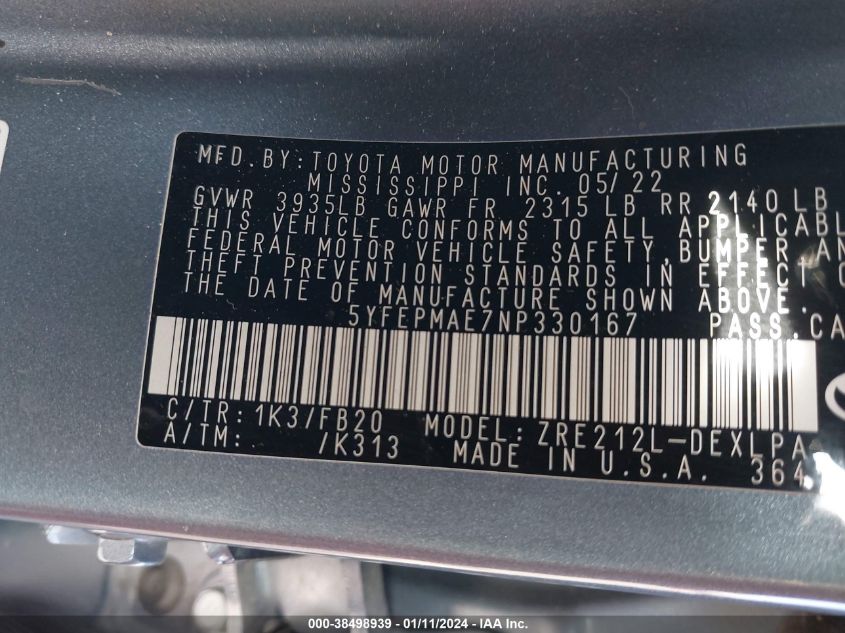 MFD. BY: TOYOTA MOTOR MANUFACTURING
MISSISSIPPI INC. 05/22
GVWR 3935LB GAWR FR 2315 LB RR 2140 LB
THIS VEHICLE CONFORMS TO ALL APPLICABL
FEDERAL MOTOR VEHICLE SAFETY, BUMPER, AN
THEFT PREVENTION STANDARDS IN EFFECT O
THE DATE OF MANUFACTURE SHOWN ABOVE.
5YFEPMAE7NP330167 PASS. CA
C/TR: 1K3/FB20 MODEL: ZRE212L-DEXLPA
A/TM: /K313 MADE IN U.S.A. 364
000-38498939 - 01/11/2024 - IAA Inc.